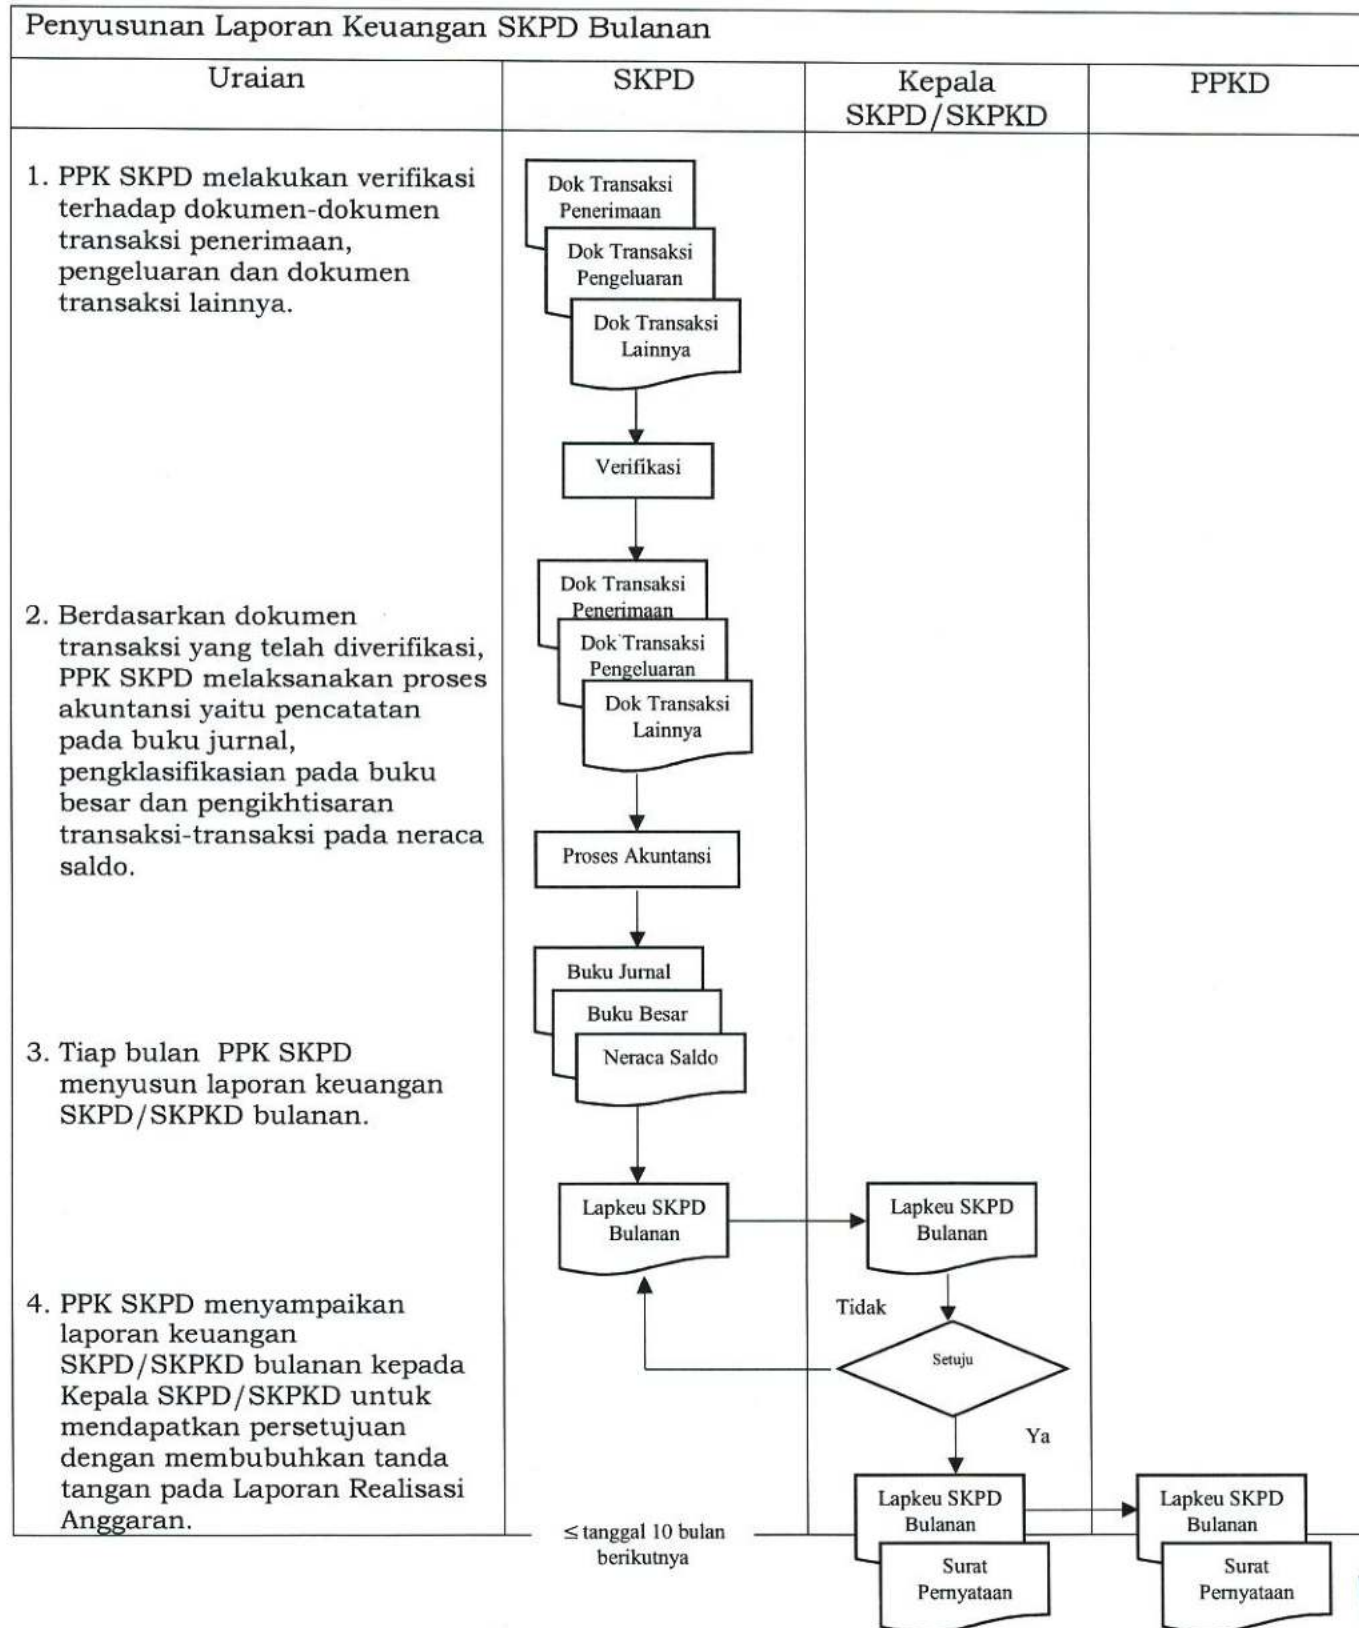 Penyusunan Laporan Keuangan SKPD Bulanan
Uraian
SKPD
Kepala
SKPD/SKPKD
PPKD
1. PPK SKPD melakukan verifikasi
terhadap dokumen-dokumen
transaksi penerimaan,
pengeluaran dan dokumen
transaksi lainnya.
Dok Transaksi
Penerimaan
Dok Transaksi
Pengeluaran
Dok Transaksi
Lainnya
Verifikasi
2. Berdasarkan dokumen
transaksi yang telah diverifikasi,
PPK SKPD melaksanakan proses
akuntansi yaitu pencatatan
pada buku jurnal,
pengklasifikasian pada buku
besar dan pengikhtisaran
transaksi-transaksi pada neraca
saldo.
Dok Transaksi
Penerimaan
Dok Transaksi
Pengeluaran
Dok Transaksi
Lainnya
Proses Akuntansi
Buku Jurnal
Buku Besar
Neraca Saldo
3. Tiap bulan PPK SKPD
menyusun laporan keuangan
SKPD/SKPKD bulanan.
Lapkeu SKPD
Bulanan
Lapkeu SKPD
Bulanan
4. PPK SKPD menyampaikan
laporan keuangan
SKPD/SKPKD bulanan kepada
Kepala SKPD/SKPKD untuk
mendapatkan persetujuan
dengan membubuhkan tanda
tangan pada Laporan Realisasi
Anggaran.
Tidak
Setuju
Ya
Lapkeu SKPD
Bulanan
Surat
Pernyataan
Lapkeu SKPD
Bulanan
Surat
Pernyataan
≤ tanggal 10 bulan
berikutnya